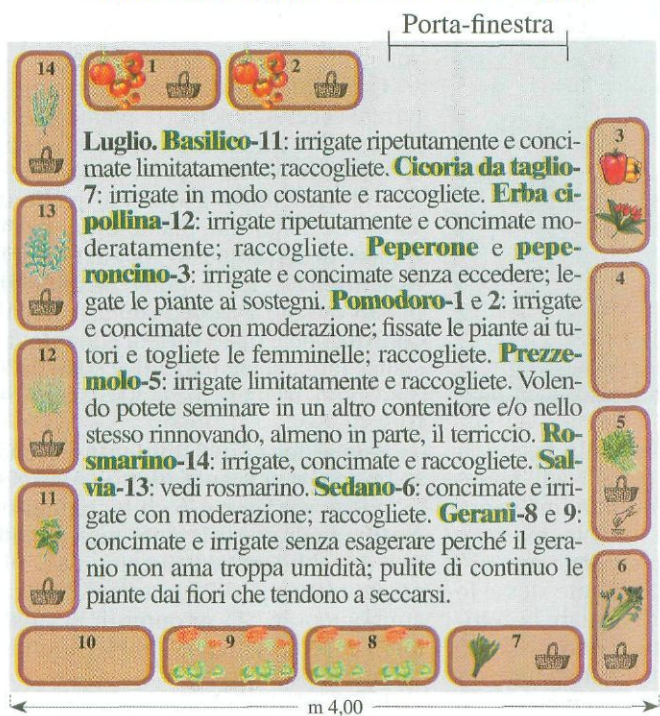 Porta-finestra
14
1
2
3
13
4
12
5
11
6
10
9
8
7
Luglio. Basilico-11: irrigate ripetutamente e conci-
mate limitatamente; raccogliete. Cicoria da taglio-
7: irrigate in modo costante e raccogliete. Erba ci-
pollina-12: irrigate ripetutamente e concimate mo-
deratamente; raccogliete. Peperone e pepe-
roncino-3: irrigate e concimate senza eccedere; le-
gate le piante ai sostegni. Pomodoro-1 e 2: irrigate
e concimate con moderazione; fissate le piante ai tu-
tori e togliete le femminelle; raccogliete. Prezze-
molo-5: irrigate limitatamente e raccogliete. Volen-
do potete seminare in un altro contenitore e/o nello
stesso rinnovando, almeno in parte, il terriccio. Ro-
smarino-14: irrigate, concimate e raccogliete. Sal-
via-13: vedi rosmarino. Sedano-6: concimate e irri-
gate con moderazione; raccogliete. Gerani-8 e 9:
concimate e irrigate senza esagerare perché il gera-
nio non ama troppa umidità; pulite di continuo le
piante dai fiori che tendono a seccarsi.
m 4,00